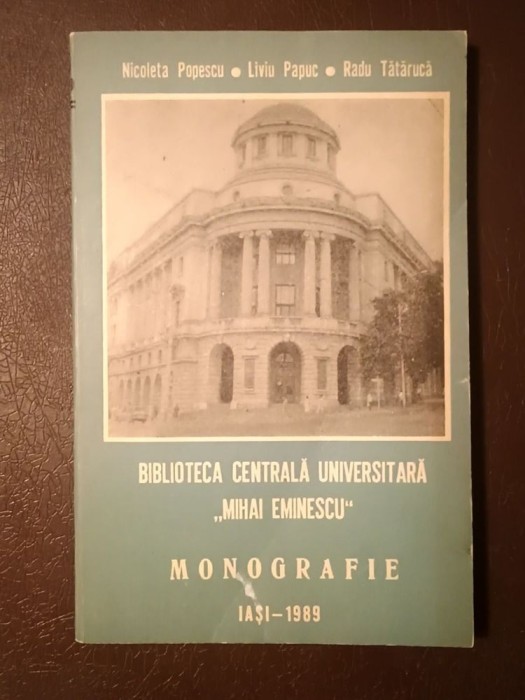 Nicoleta Popescu ● Liviu Papuc ● Radu Tătărucă
BIBLIOTECA CENTRALĂ UNIVERSITARĂ
„MIHAI EMINESCU“
MONOGRAFIE
IAȘI–1989